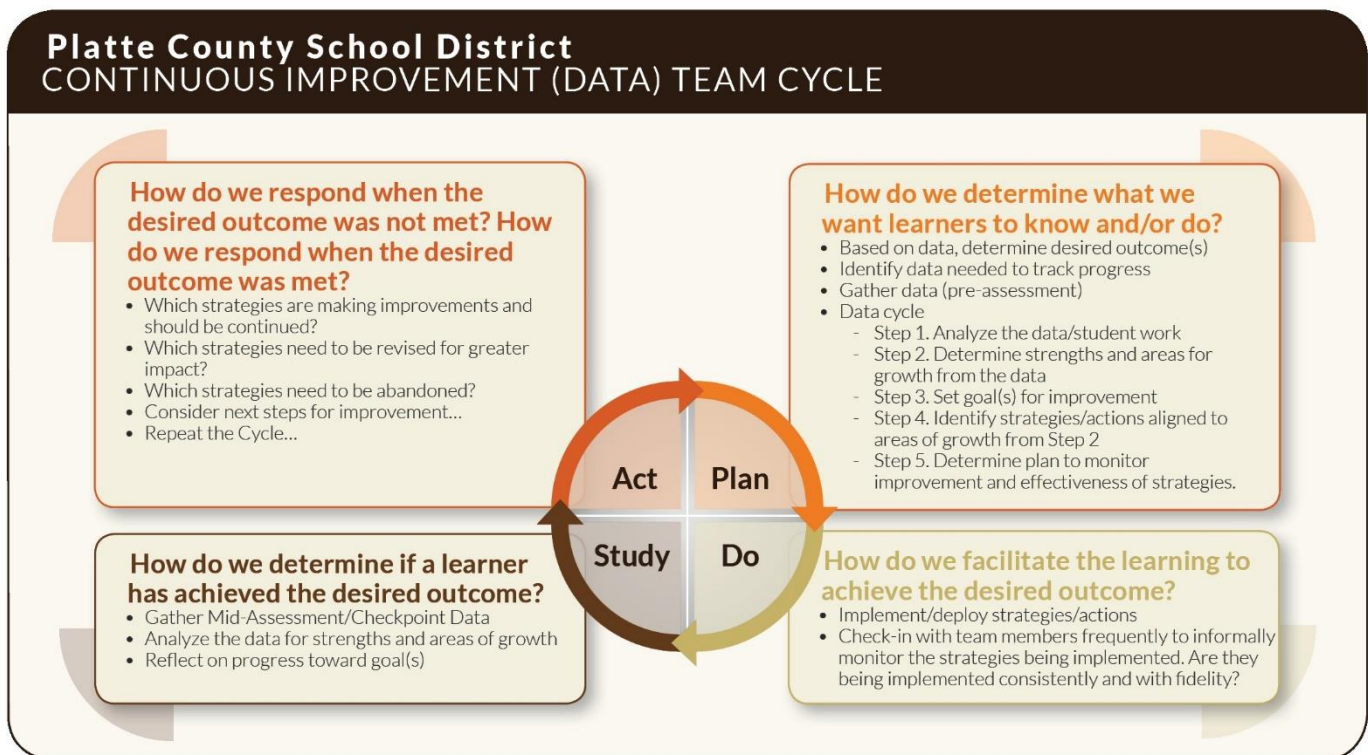 Platte County School District
CONTINUOUS IMPROVEMENT (DATA) TEAM CYCLE
How do we respond when the
desired outcome was not met? How
do we respond when the desired
outcome was met?
• Which strategies are making improvements and
should be continued?
• Which strategies need to be revised for greater
impact?
• Which strategies need to be abandoned?
• Consider next steps for improvement...
• Repeat the Cycle...
How do we determine what we
want learners to know and/or do?
• Based on data, determine desired outcome(s)
• Identify data needed to track progress
• Gather data (pre-assessment)
• Data cycle
- Step 1. Analyze the data/student work
- Step 2. Determine strengths and areas for
growth from the data
- Step 3. Set goal(s) for improvement
- Step 4. Identify strategies/actions aligned to
areas of growth from Step 2
- Step 5. Determine plan to monitor
improvement and effectiveness of strategies.
Act
Plan
Study
Do
How do we determine if a learner
has achieved the desired outcome?
• Gather Mid-Assessment/Checkpoint Data
• Analyze the data for strengths and areas of growth
• Reflect on progress toward goal(s)
How do we facilitate the learning to
achieve the desired outcome?
• Implement/deploy strategies/actions
• Check-in with team members frequently to informally
monitor the strategies being implemented. Are they
being implemented consistently and with fidelity?